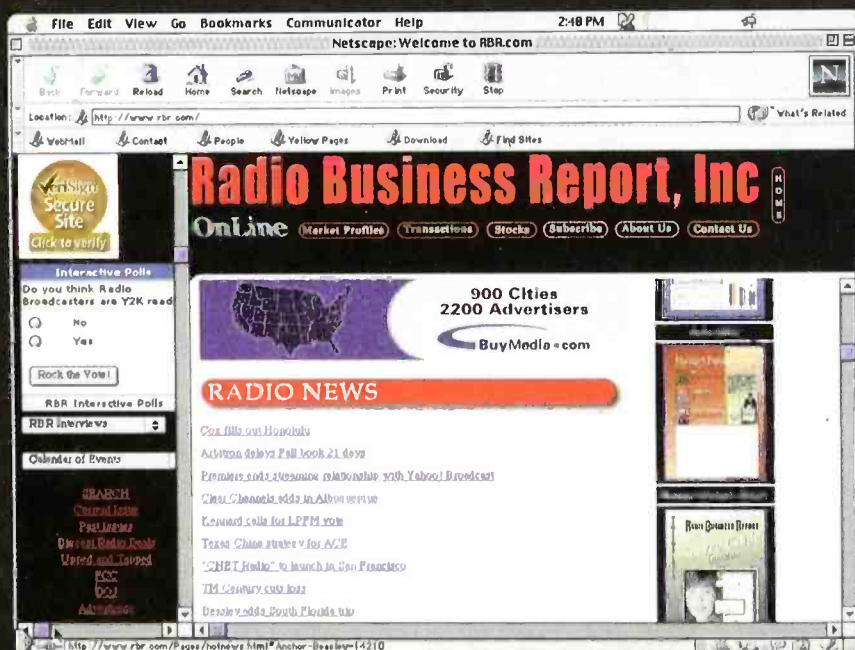 File Edit View Go Bookmarks Communicator Help 2:48 PM
Netscape: Welcome to RBR.com
Back Forward Reload Home Search Netscape Images Print Security Stop
Location: http://www.rbr.com/ What's Related
WebMail Contact People Yellow Pages Download Find Sites
VeriSign
Secure
Site
Click to verify
Radio Business Report, Inc
HOME
OnLine Market Profiles Transactions Stocks Subscribe About Us Contact Us
Interactive Polls
Do you think Radio
Broadcasters are Y2K read
No
Yes
Rock the Vote!
RBR Interactive Polls
RBR Interviews
Calendar of Events
SEARCH
Current Issue
Past Issues
Biggest Radio Deals
Upped and Tapped
FCC
DOJ
900 Cities
2200 Advertisers
BuyMedia.com
RADIO NEWS
Cox fills out Honolulu
Arbitron delays Fall book 21 days
Premiere ends streaming relationship with Yahoo! Broadcast
Clear Channels adds in Albuquerque
Kennard calls for LPFM vote
Texas China strategy for ACE
"CNET Radio" to launch in San Francisco
TM Century cuts loss
Beasley adds South Florida trio
Radio Business Report
http://www.rbr.com/Pages/hotnews.html#Anchor-Beasley-14210